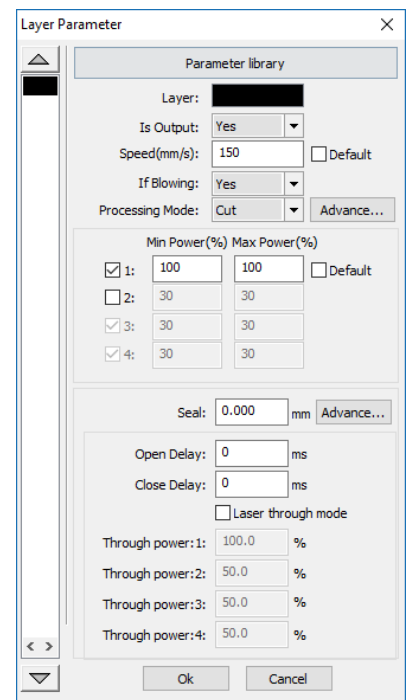 Layer Parameter
Parameter library
Layer:
Is Output: Yes
Speed(mm/s): 150 Default
If Blowing: Yes
Processing Mode: Cut Advance...
Min Power(%) Max Power(%)
1: 100 100 Default
2: 30 30
3: 30 30
4: 30 30
Seal: 0.000 mm Advance...
Open Delay: 0 ms
Close Delay: 0 ms
Laser through mode
Through power:1: 100.0 %
Through power:2: 50.0 %
Through power:3: 50.0 %
Through power:4: 50.0 %
Ok Cancel